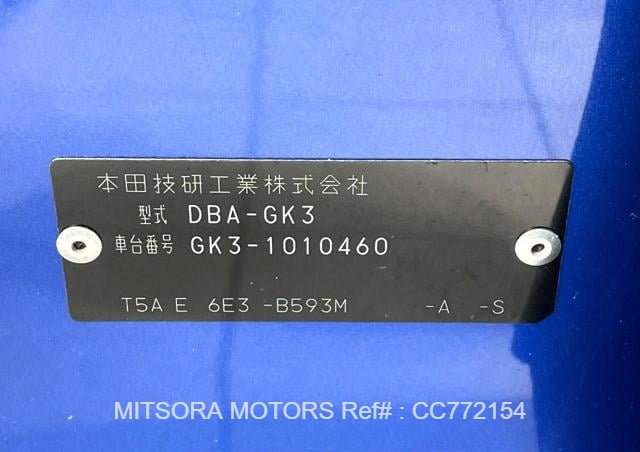 本田技研工業株式会社
型式 DBA-GK3
車台番号 GK3-1010460
T5A E 6E3 -B593M -A -S
MITSORA MOTORS Ref# : CC772154